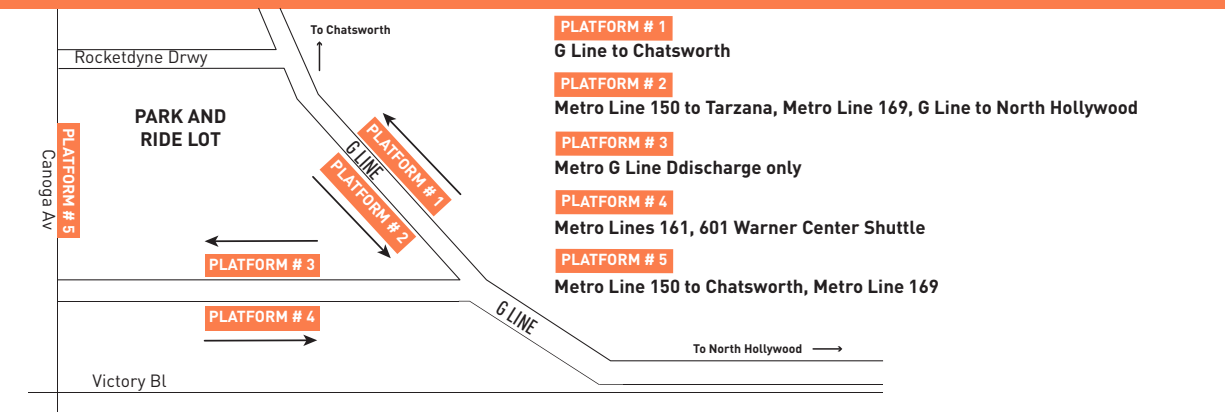 To Chatsworth
Rocketdyne Drwy
PARK AND
RIDE LOT
PLATFORM # 5
Canoga Av
PLATFORM # 1
G LINE
PLATFORM # 2
PLATFORM # 3
PLATFORM # 4
G LINE
To North Hollywood
Victory Bl
PLATFORM # 1
G Line to Chatsworth
PLATFORM # 2
Metro Line 150 to Tarzana, Metro Line 169, G Line to North Hollywood
PLATFORM # 3
Metro G Line Ddischarge only
PLATFORM # 4
Metro Lines 161, 601 Warner Center Shuttle
PLATFORM # 5
Metro Line 150 to Chatsworth, Metro Line 169